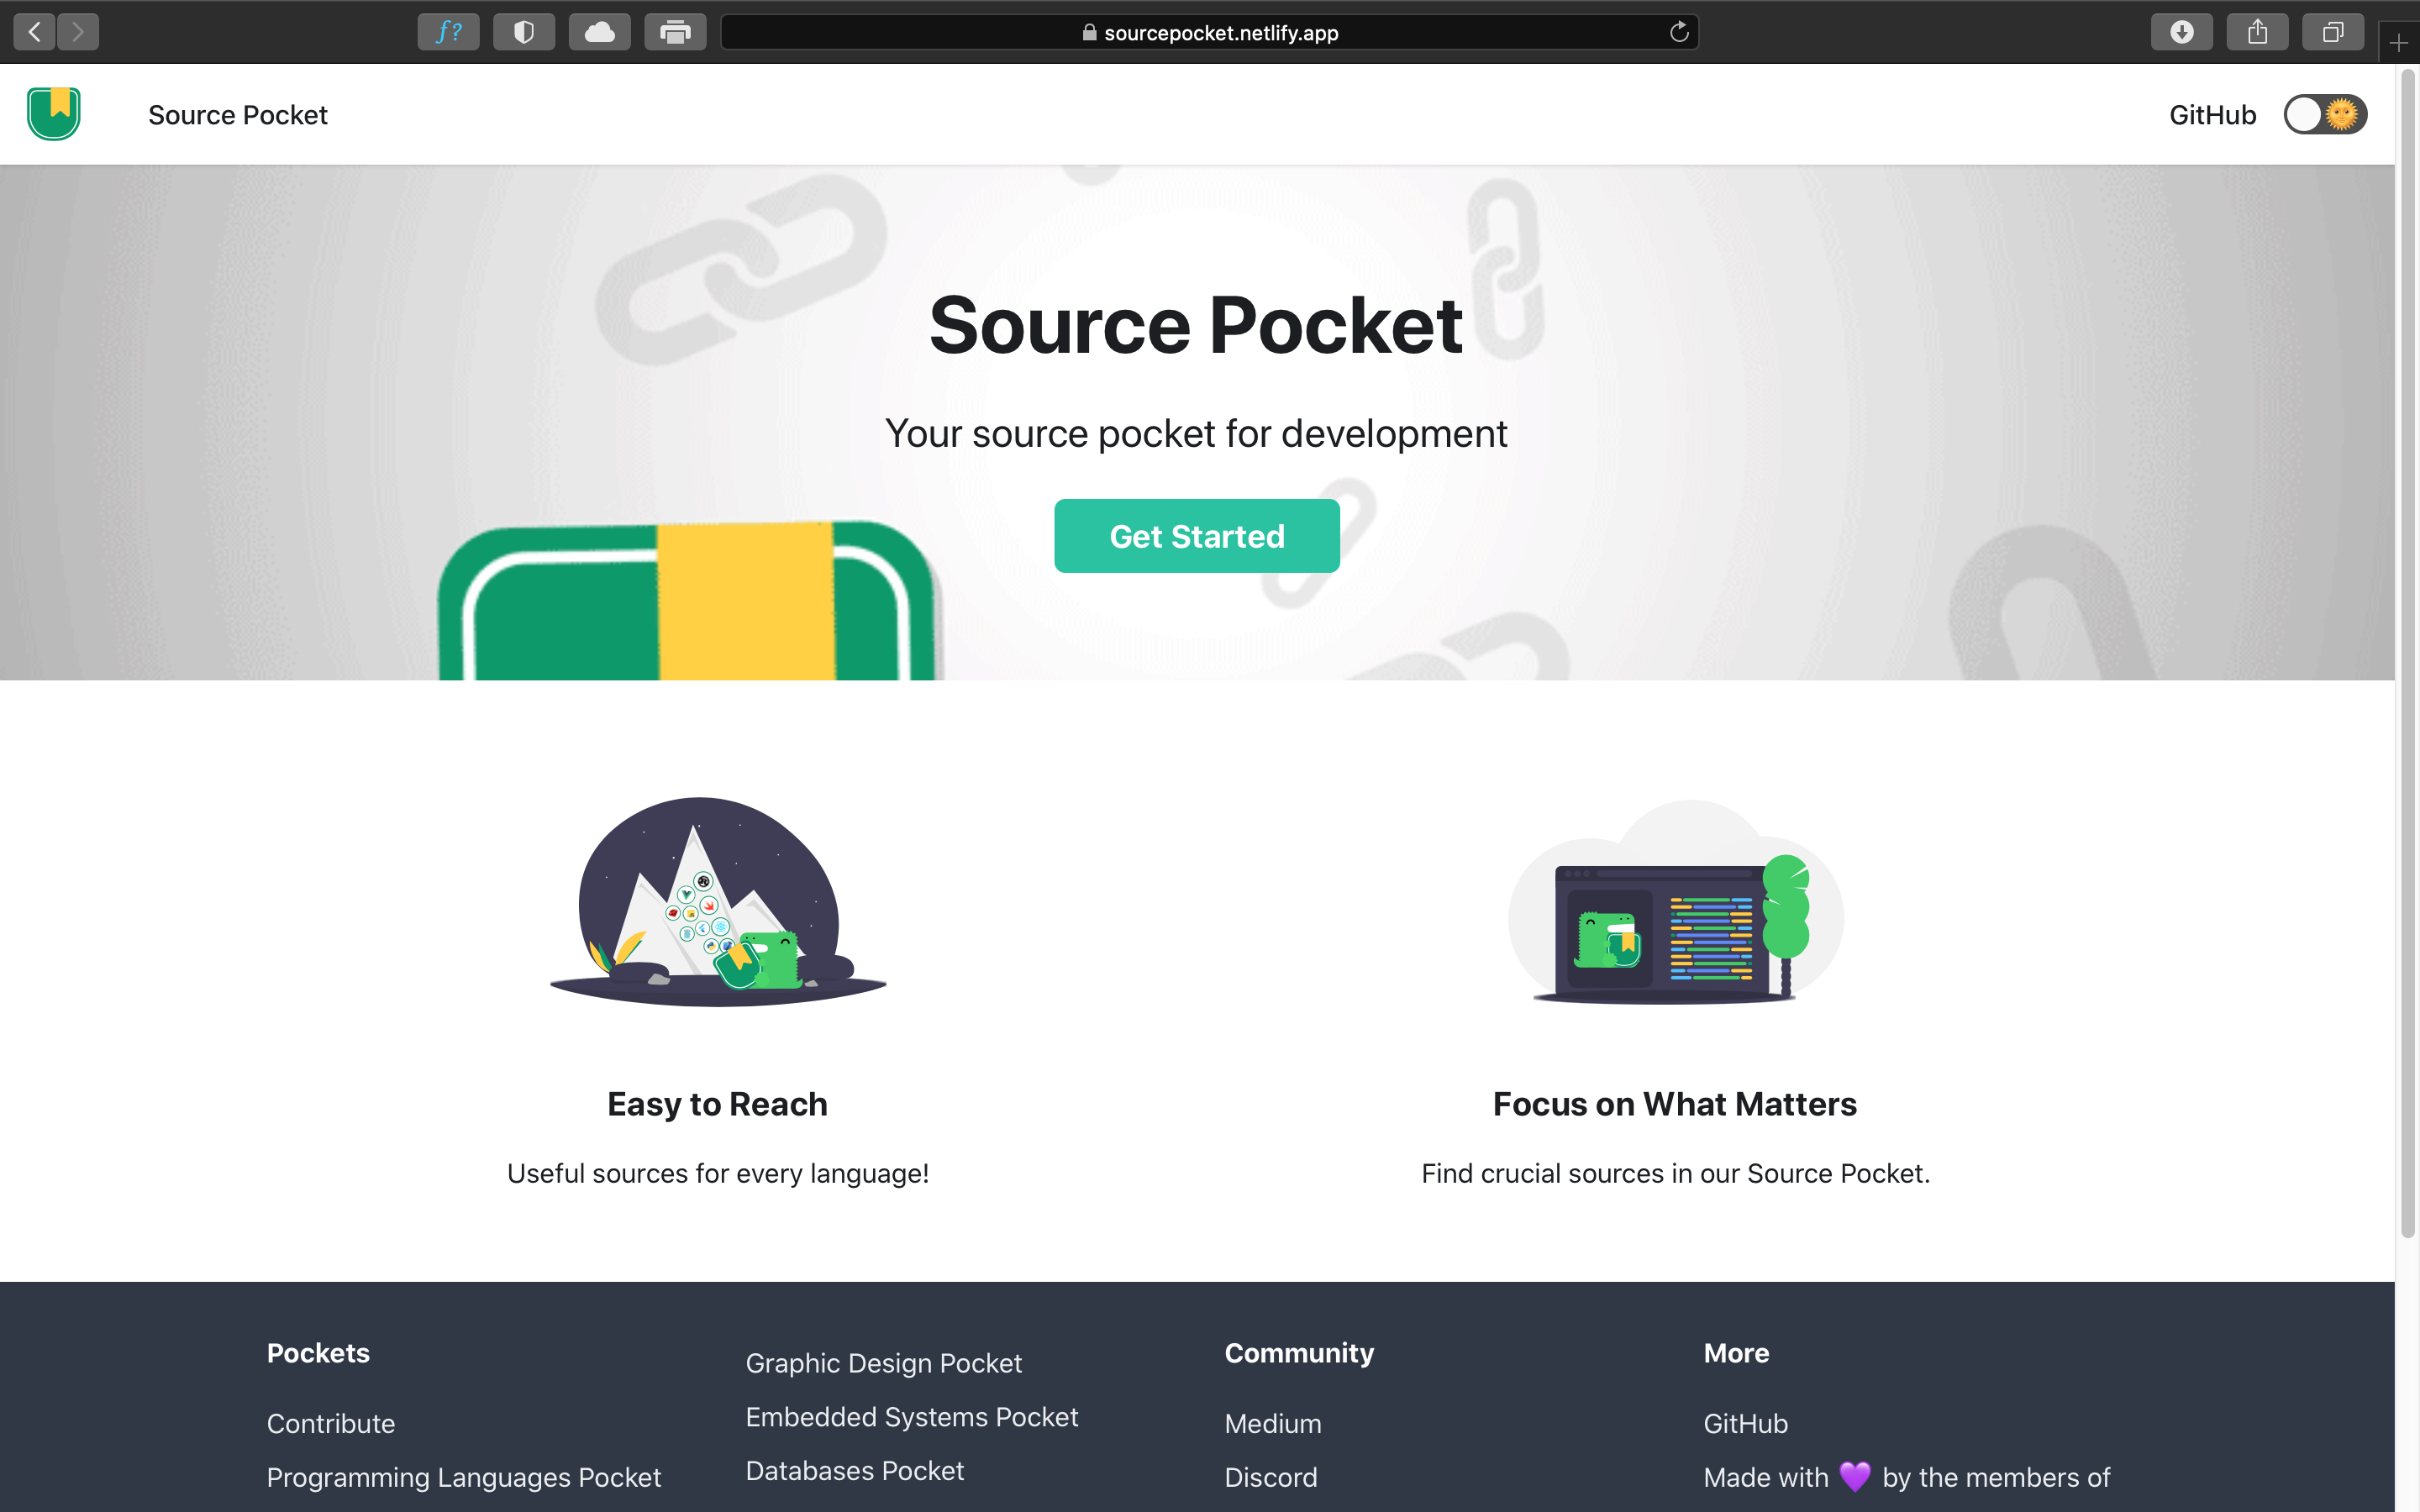 f?
sourcepocket.netlify.app
Source Pocket
GitHub
Source Pocket
Your source pocket for development
Get Started
Easy to Reach
Useful sources for every language!
Focus on What Matters
Find crucial sources in our Source Pocket.
Pockets
Contribute
Programming Languages Pocket
Graphic Design Pocket
Embedded Systems Pocket
Databases Pocket
Community
Medium
Discord
More
GitHub
Made with 💜 by the members of